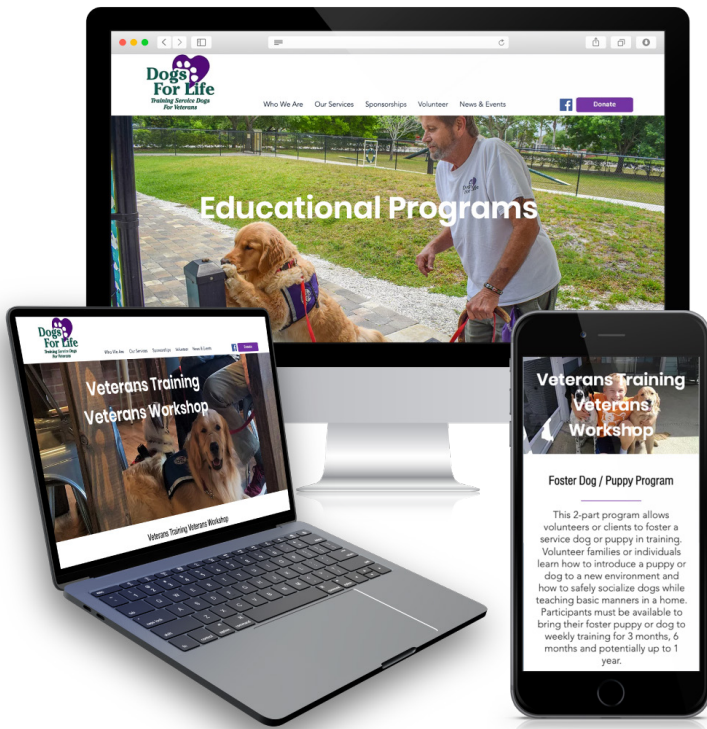 Dogs
For Life
Training Service Dogs
For Veterans
Who We Are Our Services Sponsorships Volunteer News & Events
f Donate
Educational Programs
Dogs
For Life
Training Service Dogs
For Veterans
Who We Are Our Services Sponsorships Volunteer News & Events
f Donate
Veterans Training
Veterans Workshop
Veterans Training Veterans Workshop
Veterans Training
Veterans
Workshop
Foster Dog / Puppy Program
This 2-part program allows
volunteers or clients to foster a
service dog or puppy in training.
Volunteer families or individuals
learn how to introduce a puppy or
dog to a new environment and
how to safely socialize dogs while
teaching basic manners in a home.
Participants must be available to
bring their foster puppy or dog to
weekly training for 3 months, 6
months and potentially up to 1
year.